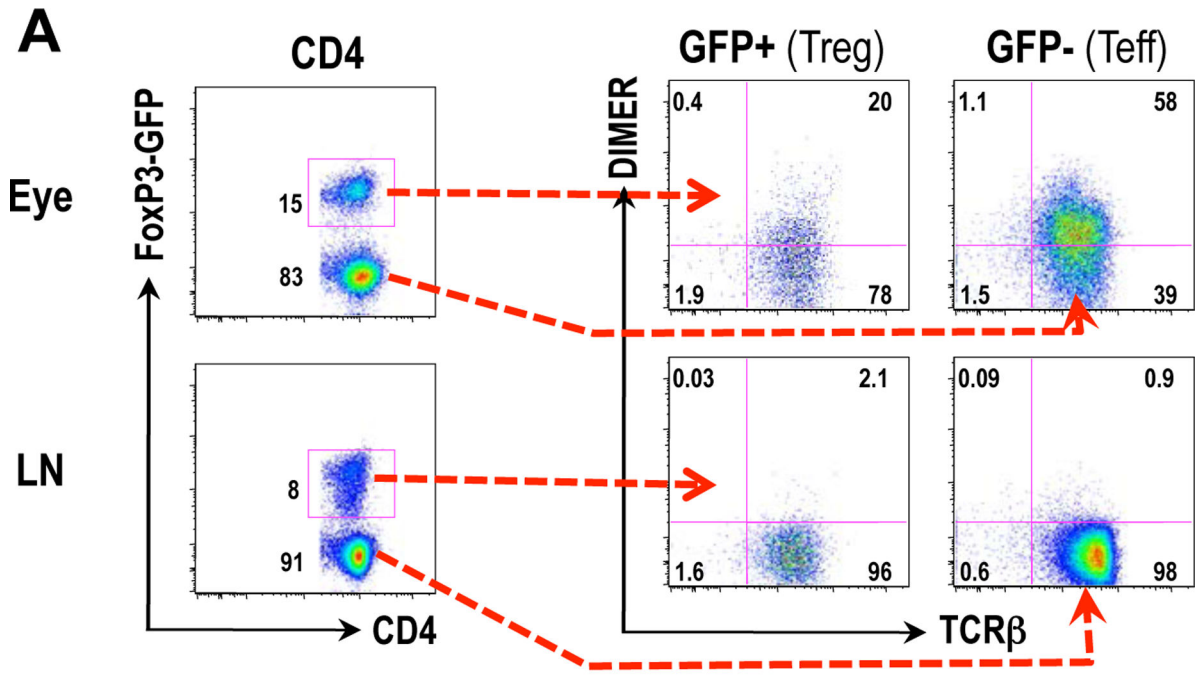 A
CD4
GFP+ (Treg)
GFP- (Teff)
FoxP3-GFP
DIMER
Eye
15
83
0.4
20
1.9
78
1.1
58
1.5
39
LN
8
91
0.03
2.1
1.6
96
0.09
0.9
0.6
98
CD4
TCRβ